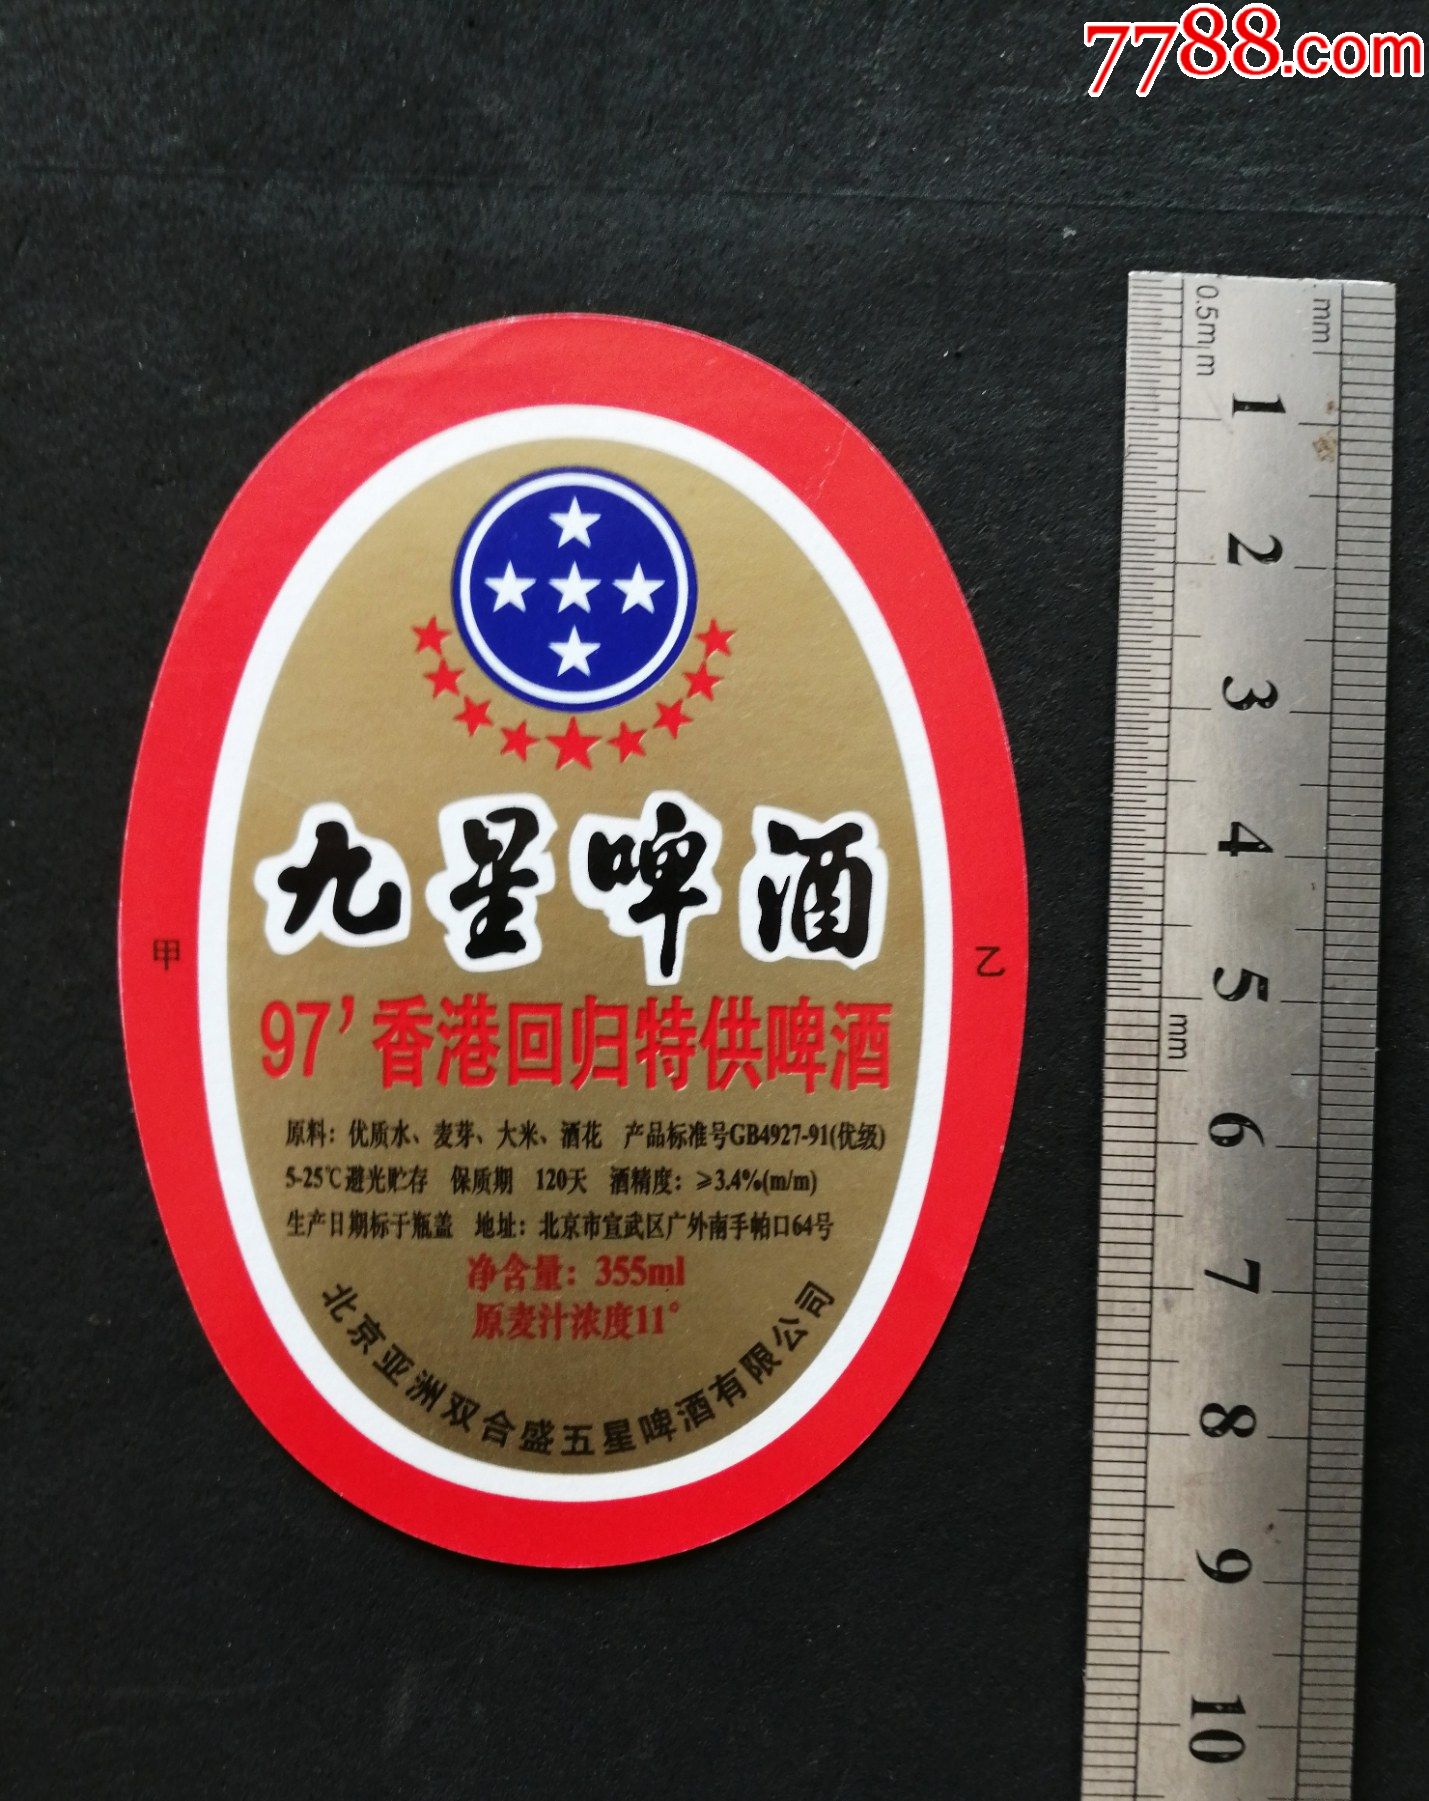 7788.com
九星啤酒
97'香港回归特供啤酒
原料：优质水、麦芽、大米、酒花 产品标准号GB4927-91(优级)
5-25℃避光贮存 保质期 120天 酒精度：≥3.4%(m/m)
生产日期标于瓶盖 地址：北京市宣武区广外南手帕口64号
净含量：355ml
原麦汁浓度11°
北京亚洲双合盛五星啤酒有限公司
甲
乙
0.5mm
mm
1
2
3
4
5
mm
6
7
8
9
10